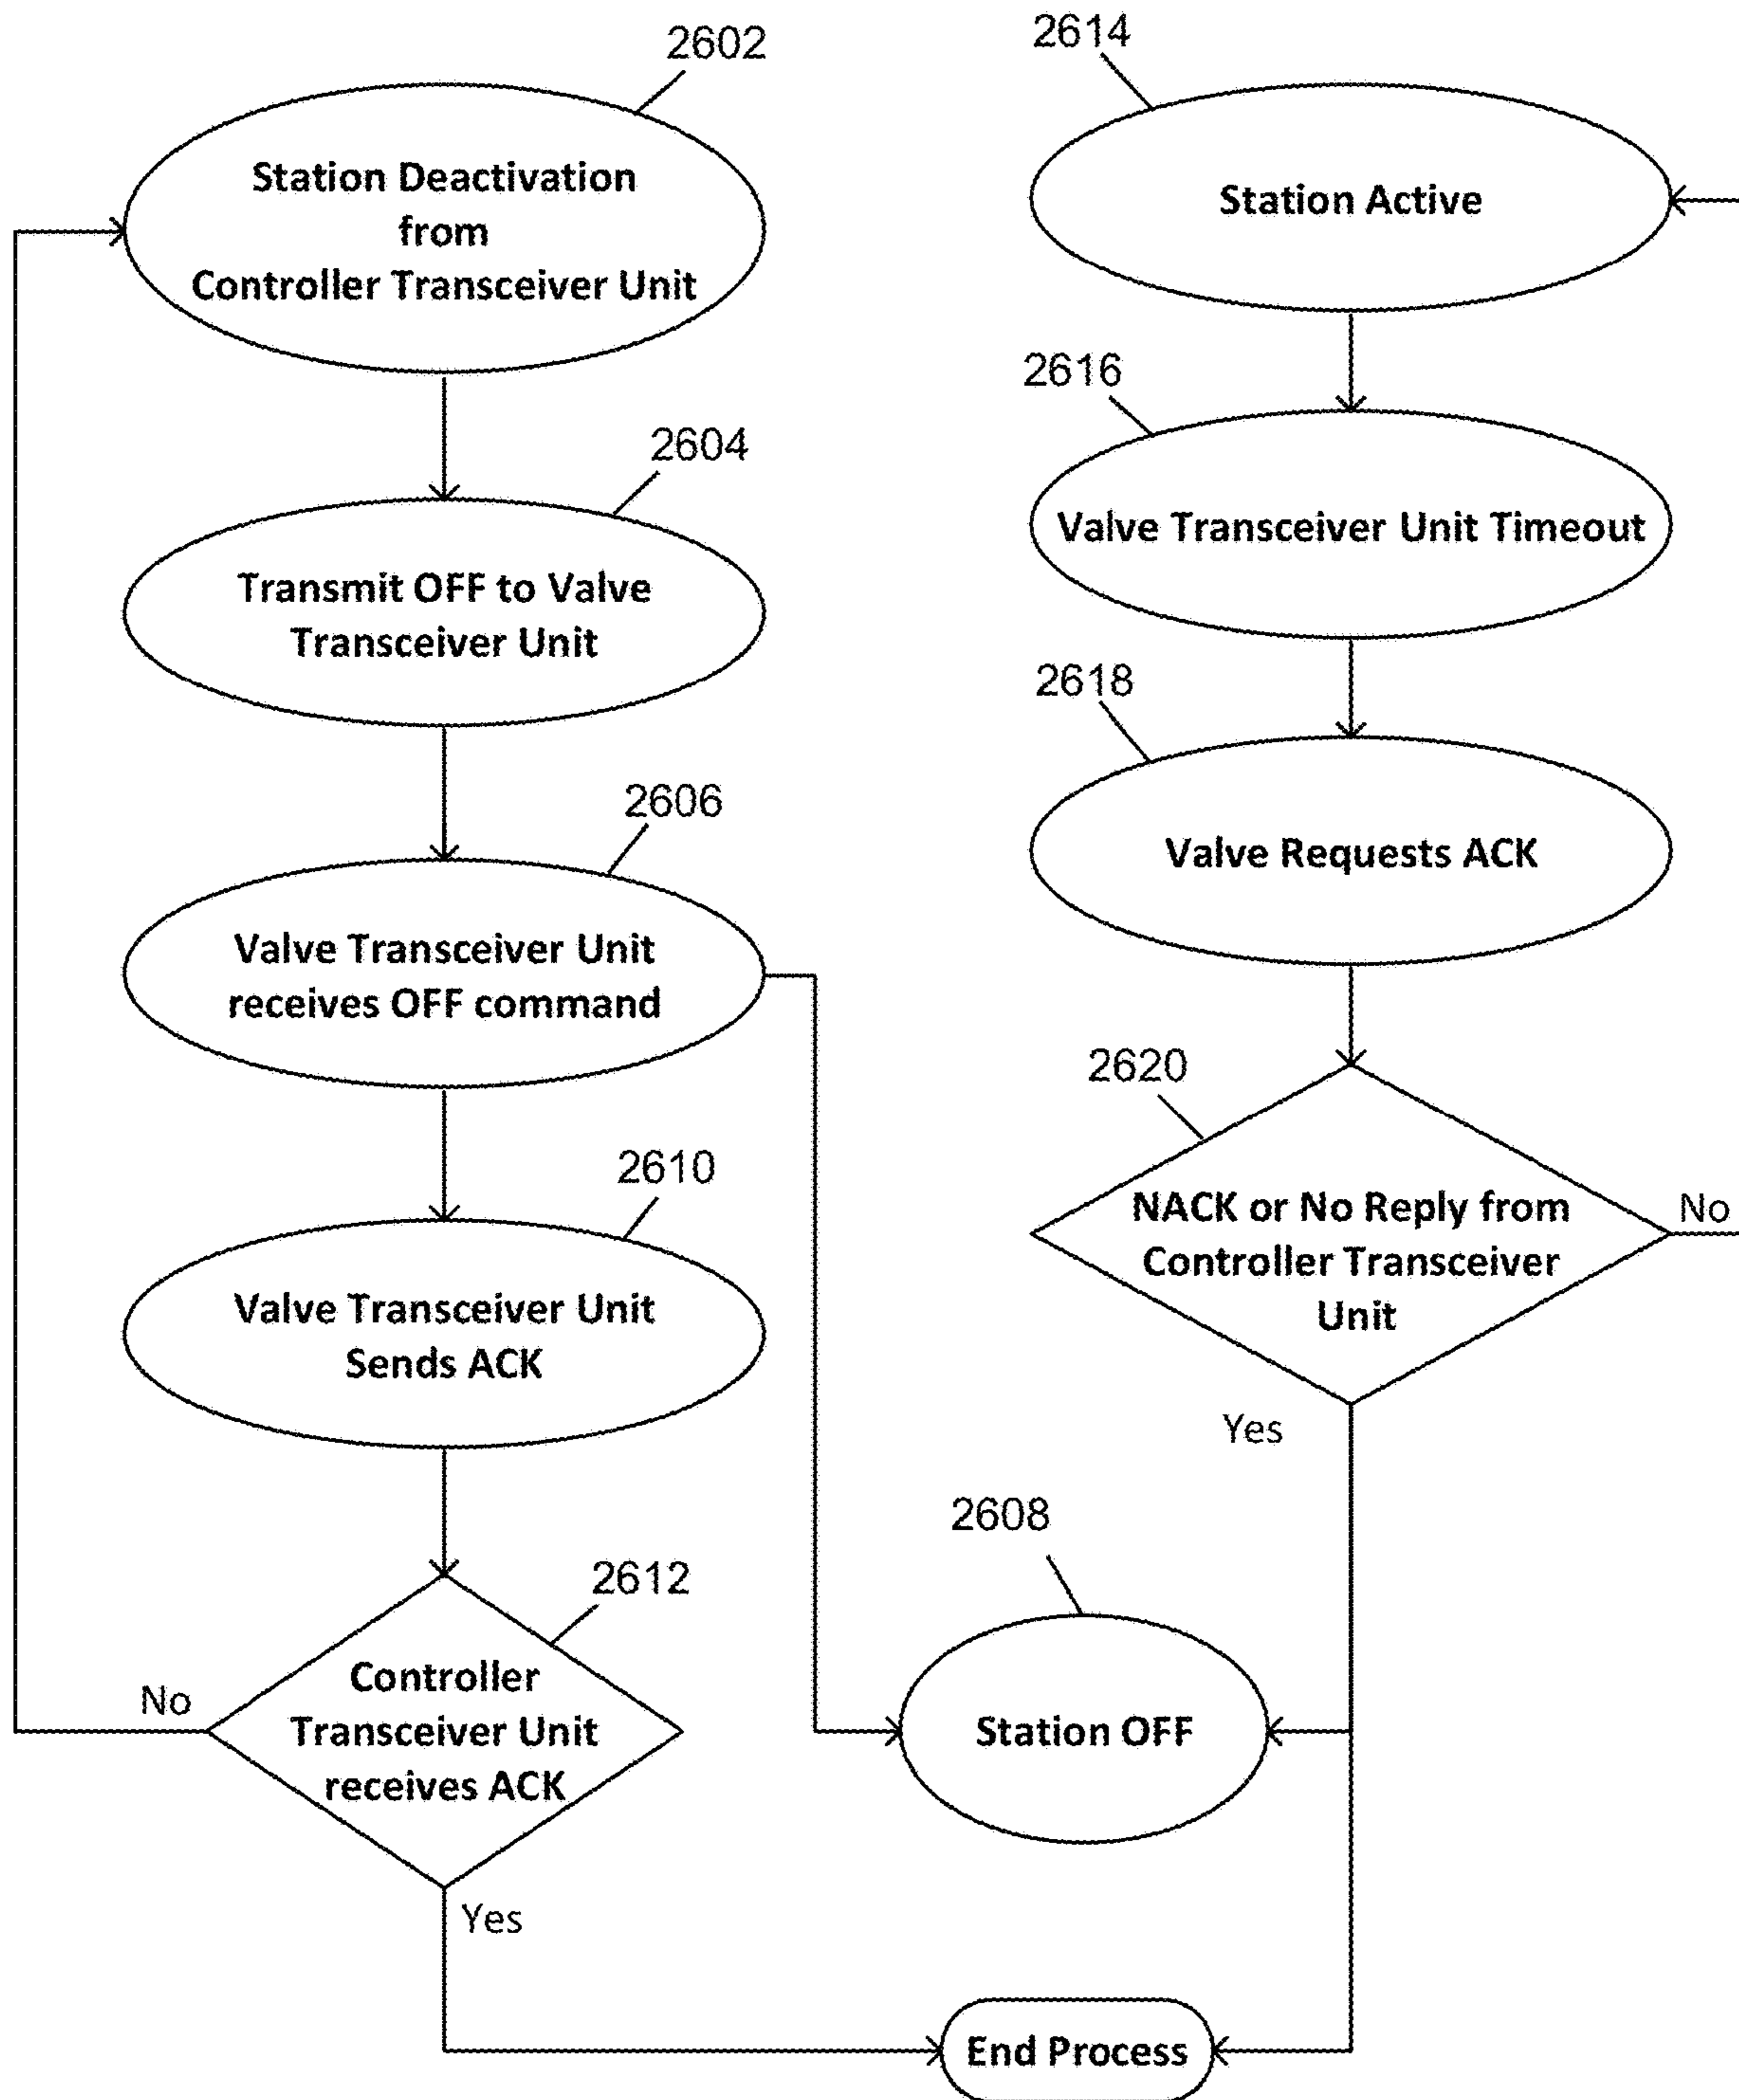 2602
Station Deactivation
from
Controller Transceiver Unit
2604
Transmit OFF to Valve
Transceiver Unit
2606
Valve Transceiver Unit
receives OFF command
2610
Valve Transceiver Unit
Sends ACK
2612
Controller
Transceiver Unit
receives ACK
No
Yes
2614
Station Active
2616
Valve Transceiver Unit Timeout
2618
Valve Requests ACK
2620
NACK or No Reply from
Controller Transceiver
Unit
No
Yes
2608
Station OFF
End Process